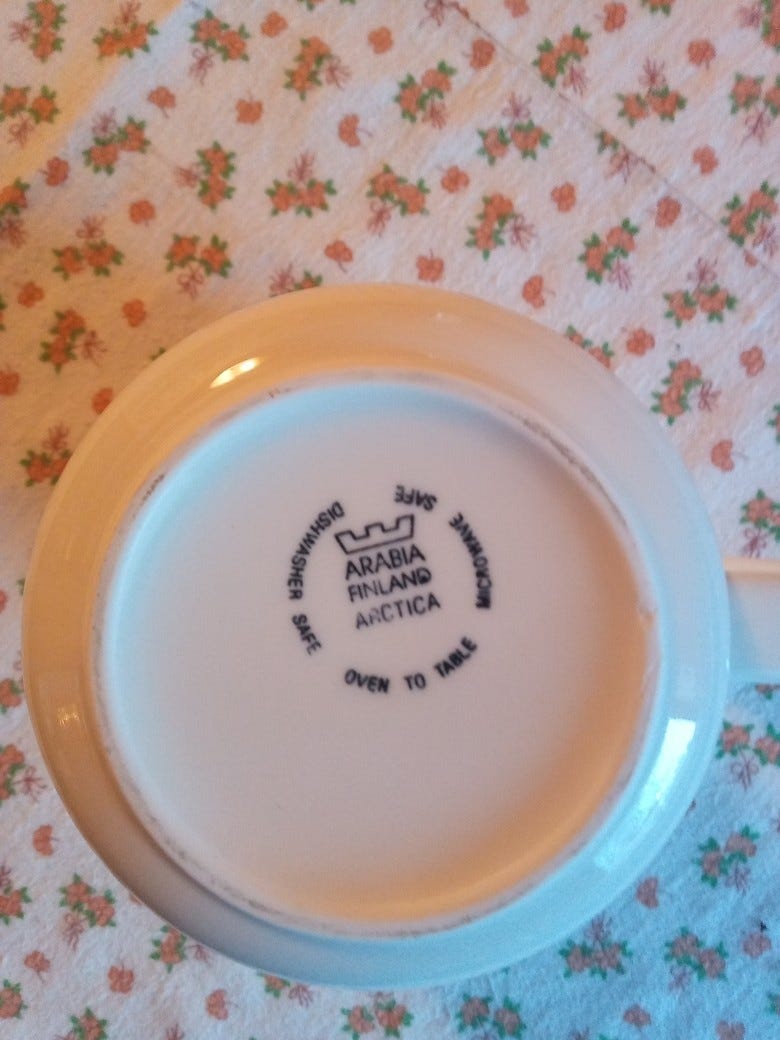 ARABIA
FINLAND
ARCTICA
DISHWASHER SAFE
OVEN TO TABLE
MICROWAVE SAFE